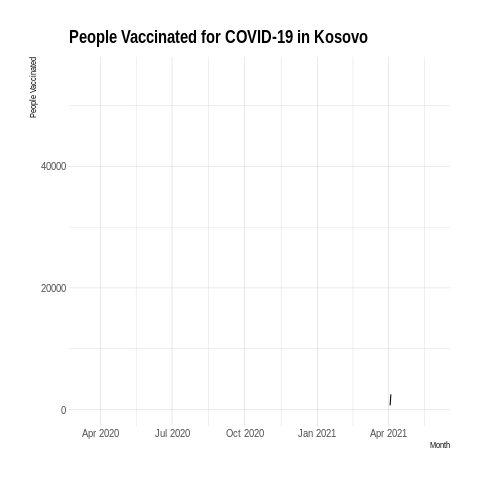 People Vaccinated for COVID-19 in Kosovo
People Vaccinated
40000
20000
0
Apr 2020 Jul 2020 Oct 2020 Jan 2021 Apr 2021
Month